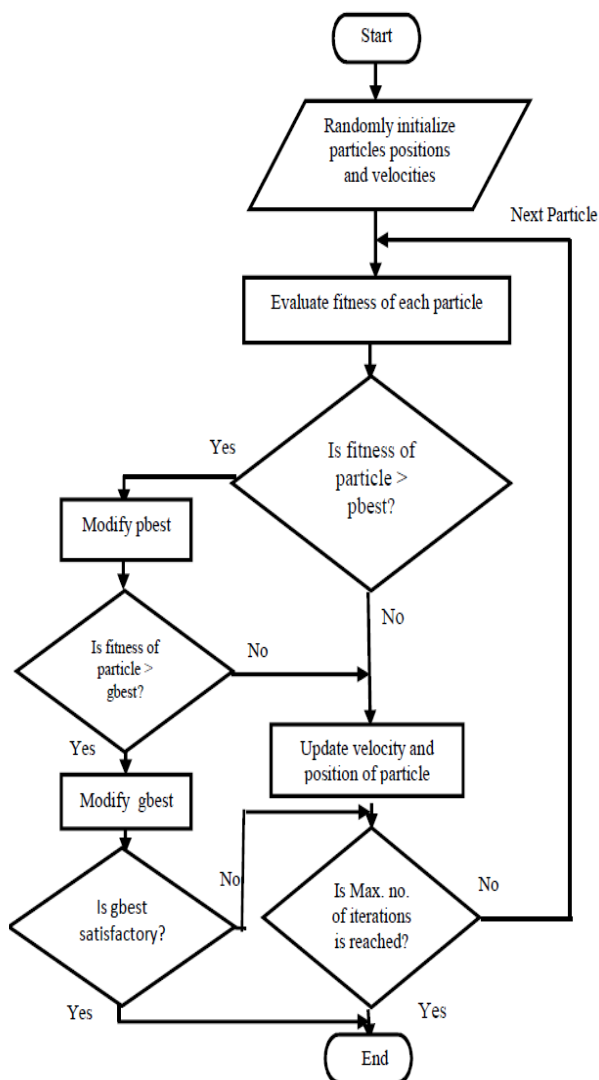 Start
Randomly initialize
particles positions
and velocities
Next Particle
Evaluate fitness of each particle
Yes
Is fitness of
particle >
pbest?
Modify pbest
No
Is fitness of
particle >
gbest?
No
Yes
Update velocity and
position of particle
Modify gbest
No
Is gbest
satisfactory?
Is Max. no.
of iterations
is reached?
No
Yes
Yes
End